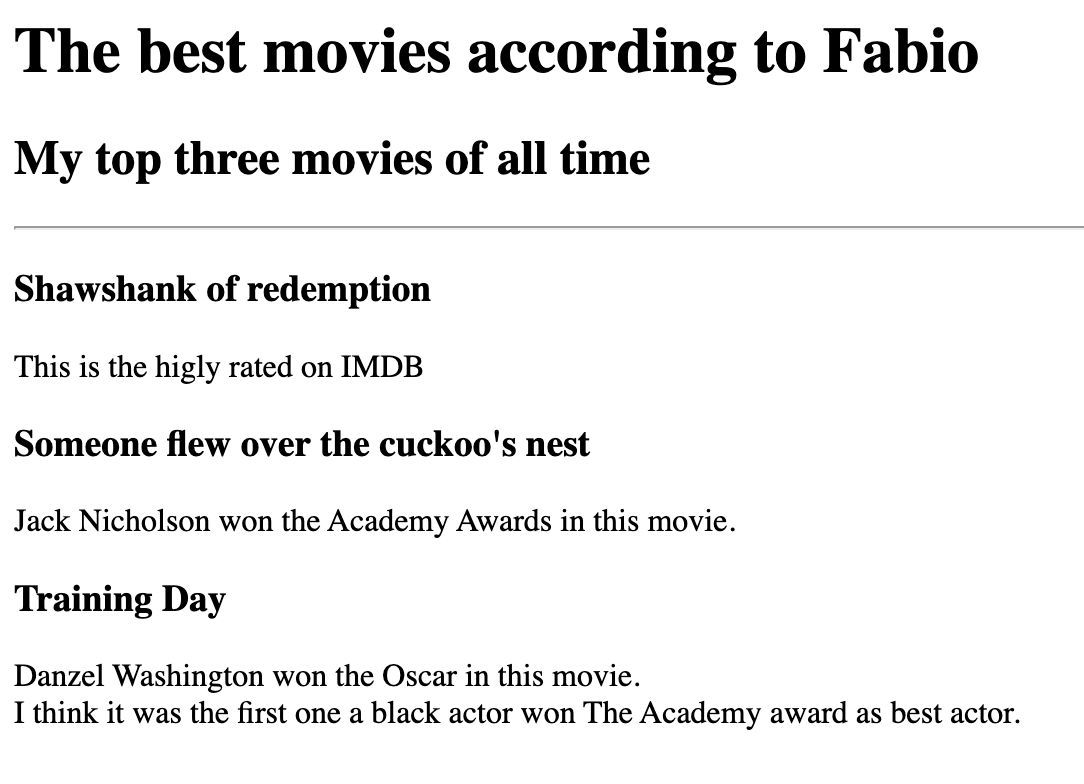 The best movies according to Fabio
My top three movies of all time
Shawshank of redemption
This is the higly rated on IMDB
Someone flew over the cuckoo's nest
Jack Nicholson won the Academy Awards in this movie.
Training Day
Danzel Washington won the Oscar in this movie.
I think it was the first one a black actor won The Academy award as best actor.